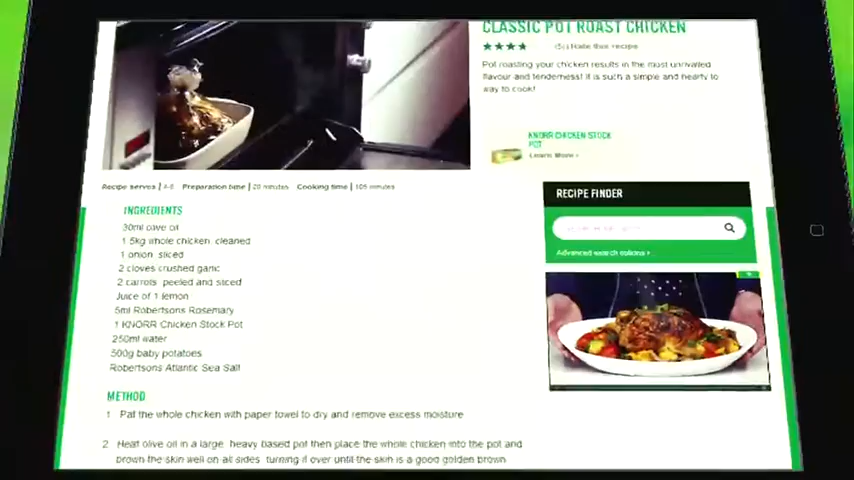 CLASSIC POT ROAST CHICKEN
Rate this recipe
Pot roasting your chicken results in the most unrivalled
flavour and tenderness! It is such a simple and hearty to
way to cook!
KNORR CHICKEN STOCK
POT
Learn More ›
Recipe serves | Preparation time | 20 minutes Cooking time | 105 minutes
RECIPE FINDER
Advanced search options ›
INGREDIENTS
30ml olive oil
1.5kg whole chicken, cleaned
1 onion, sliced
2 cloves crushed garlic
2 carrots, peeled and sliced
Juice of 1 lemon
5ml Robertsons Rosemary
1 KNORR Chicken Stock Pot
250ml water
500g baby potatoes
Robertsons Atlantic Sea Salt
METHOD
1 Pat the whole chicken with paper towel to dry and remove excess moisture
2 Heat olive oil in a large, heavy based pot then place the whole chicken into the pot and
brown the skin well on all sides, turning it over until the skin is a good golden brown